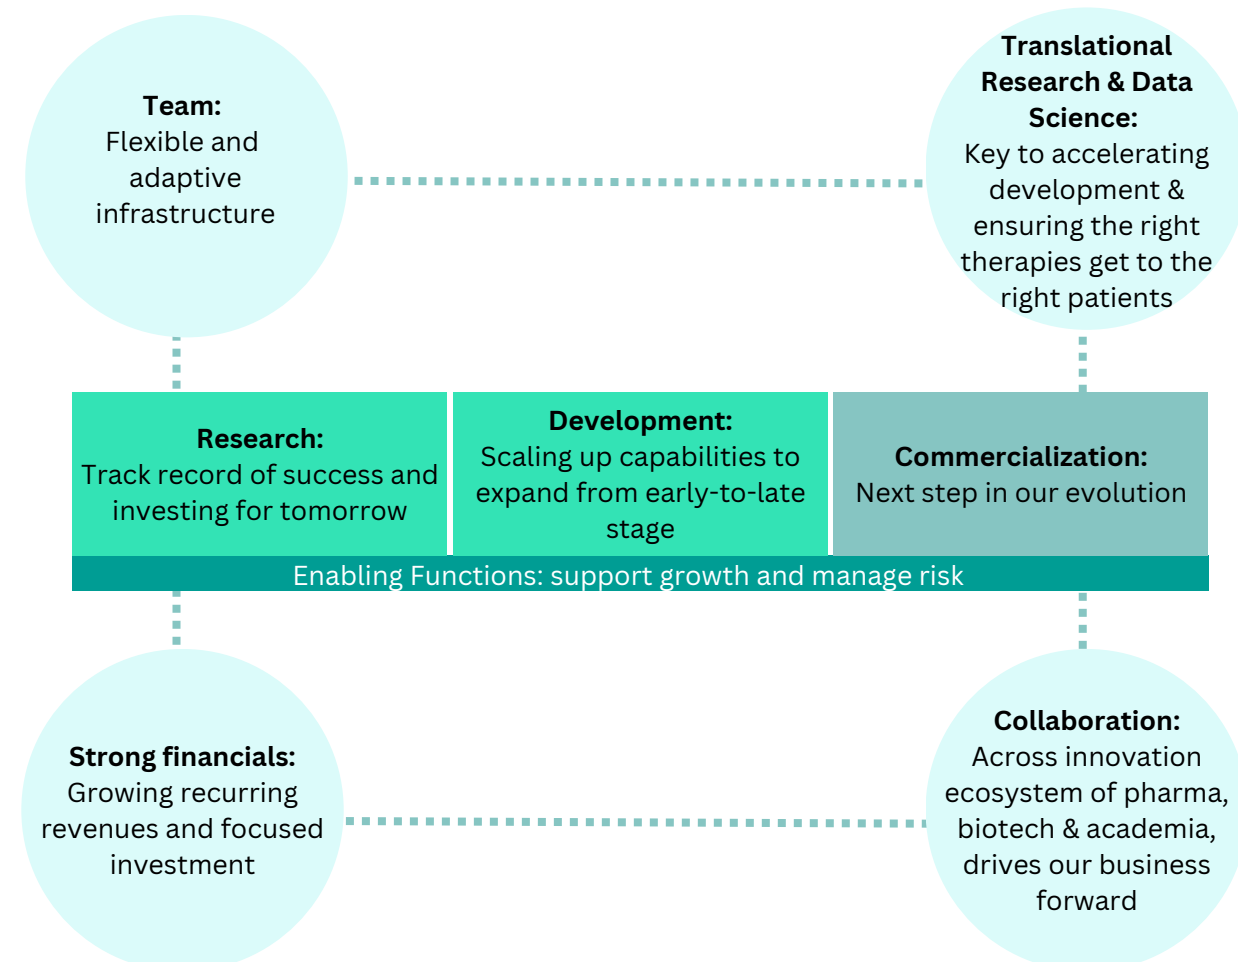 Team:
Flexible and
adaptive
infrastructure
Translational
Research & Data
Science:
Key to accelerating
development &
ensuring the right
therapies get to the
right patients
Research:
Track record of success and
investing for tomorrow
Development:
Scaling up capabilities to
expand from early-to-late
stage
Commercialization:
Next step in our evolution
Enabling Functions: support growth and manage risk
Strong financials:
Growing recurring
revenues and focused
investment
Collaboration:
Across innovation
ecosystem of pharma,
biotech & academia,
drives our business
forward